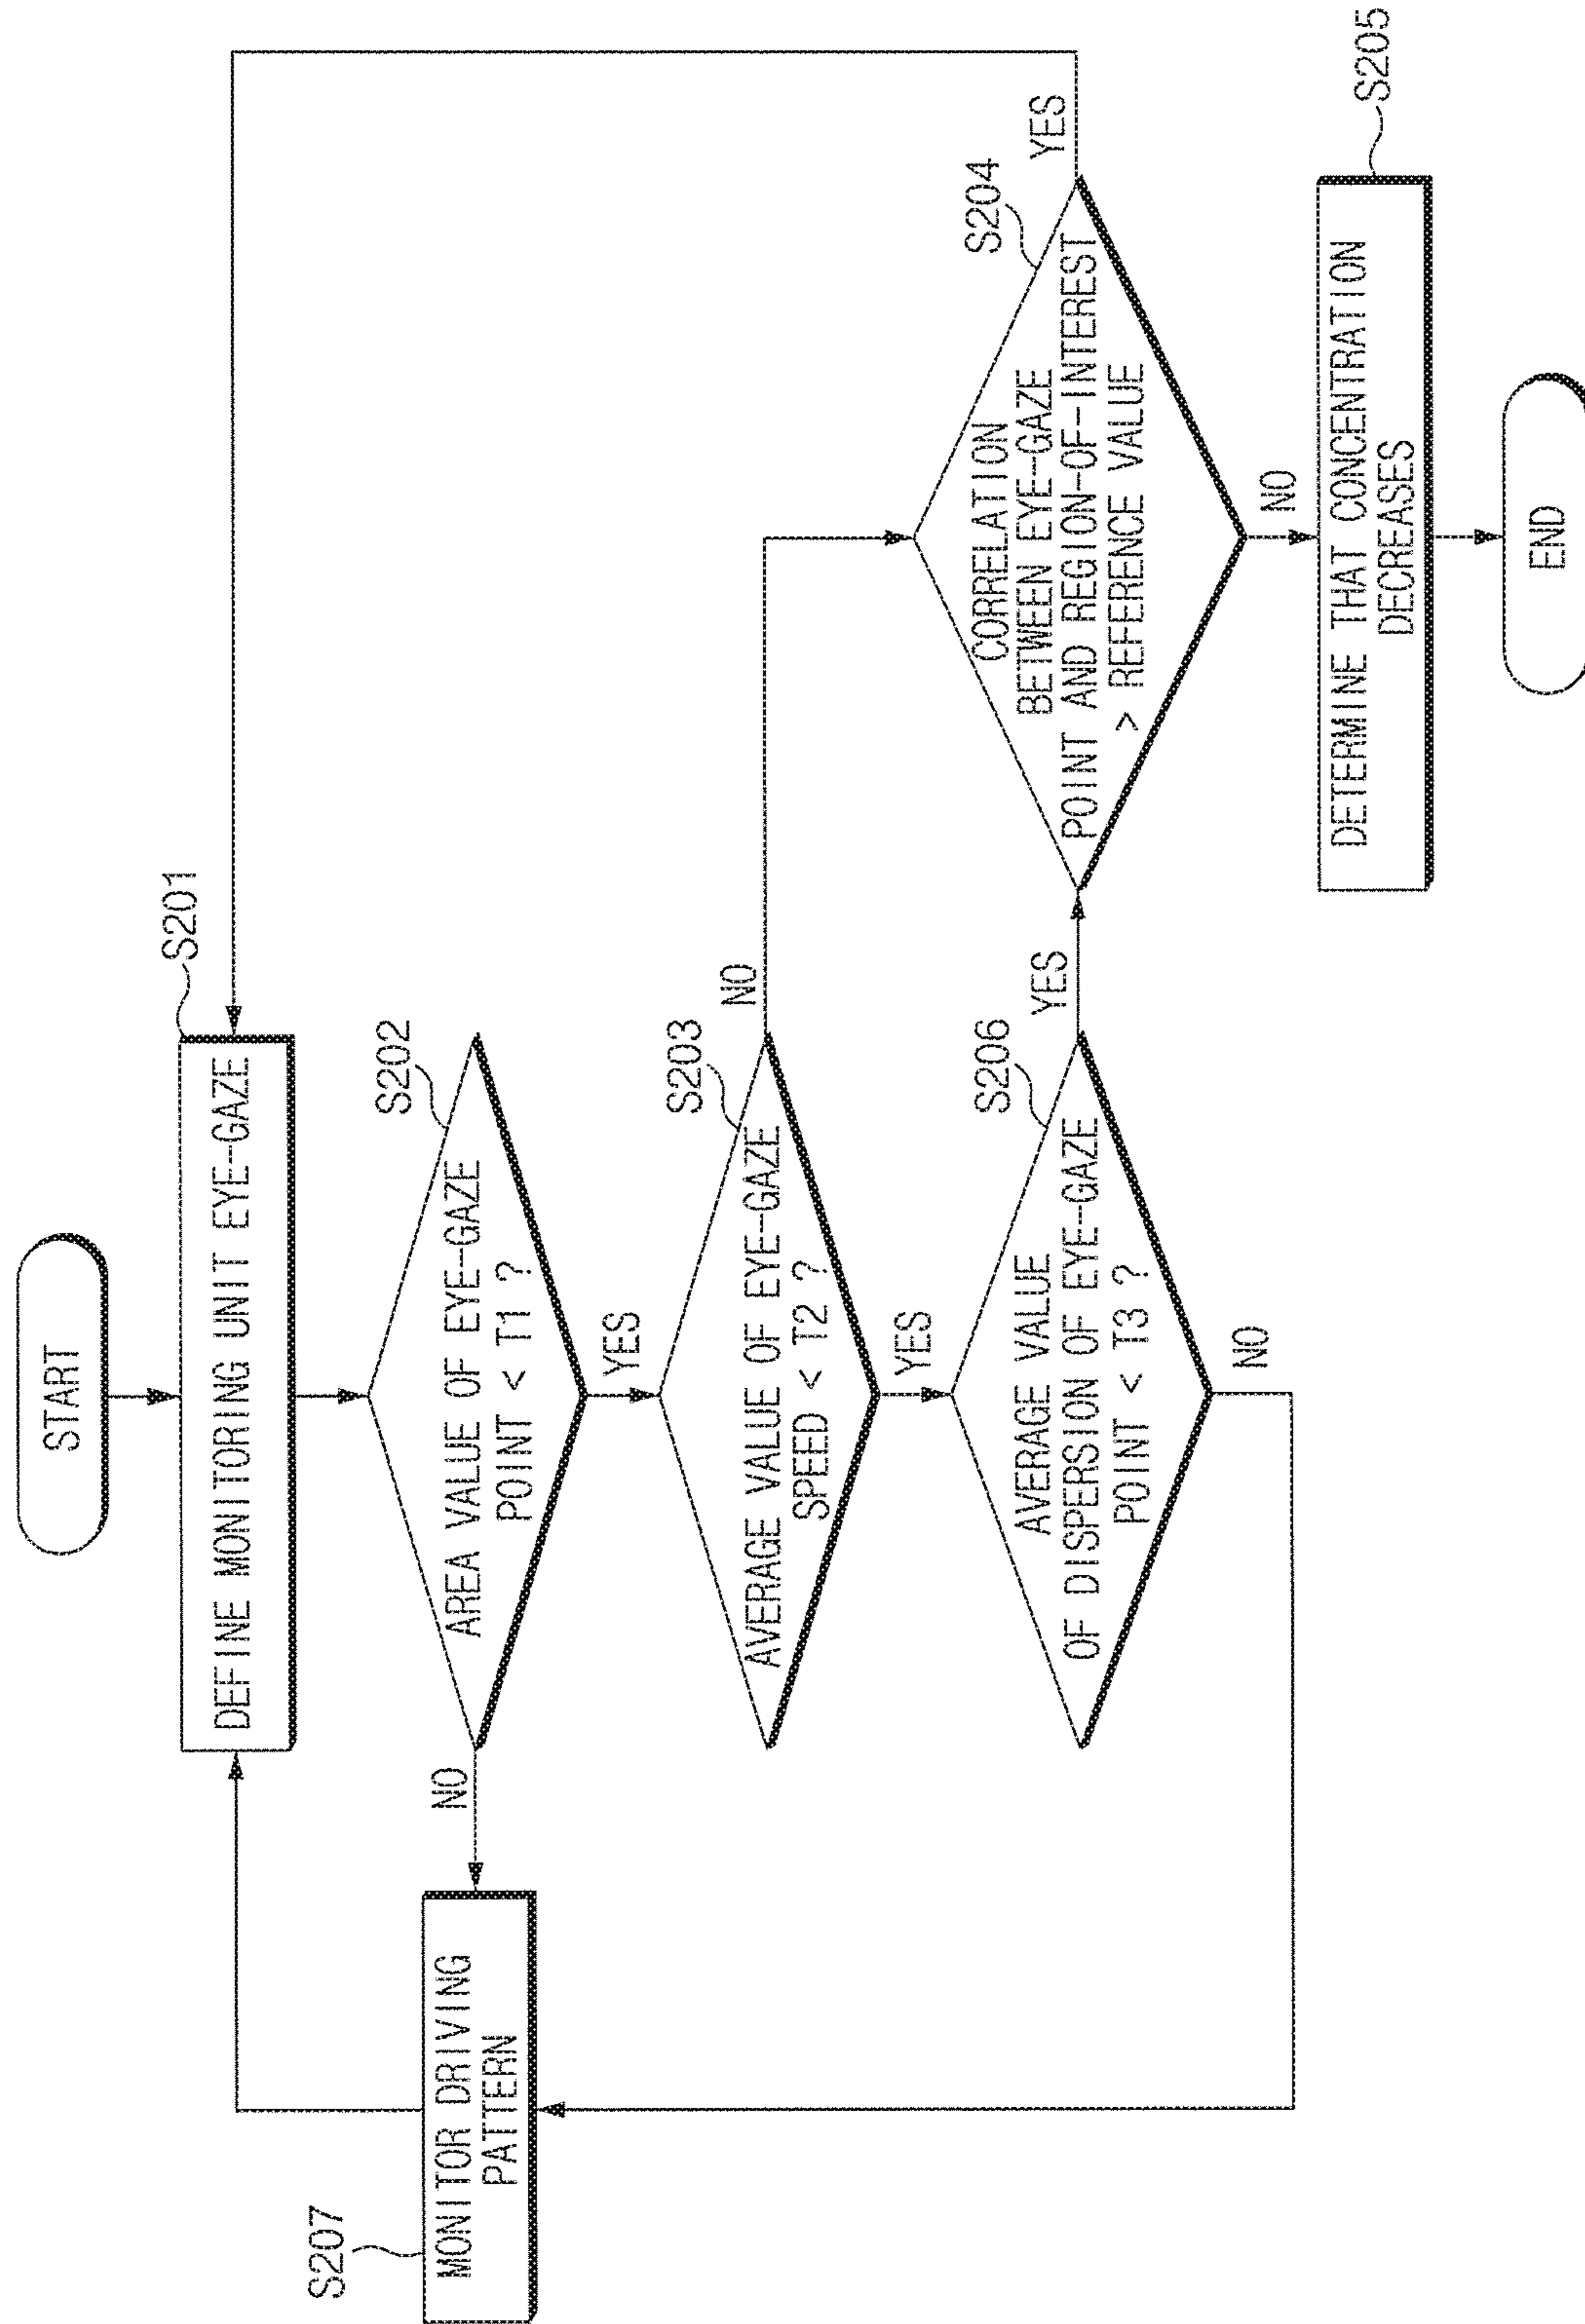 START
S201
DEFINE MONITORING UNIT EYE-GAZE
S202
AREA VALUE OF EYE-GAZE
POINT < T1 ?
NO
YES
S207
MONITOR DRIVING
PATTERN
S203
AVERAGE VALUE OF EYE-GAZE
SPEED < T2 ?
NO
YES
S206
AVERAGE VALUE
OF DISPERSION OF EYE-GAZE
POINT < T3 ?
YES
NO
S204
CORRELATION
BETWEEN EYE-GAZE
POINT AND REGION-OF-INTEREST
> REFERENCE VALUE
YES
NO
S205
DETERMINE THAT CONCENTRATION
DECREASES
END